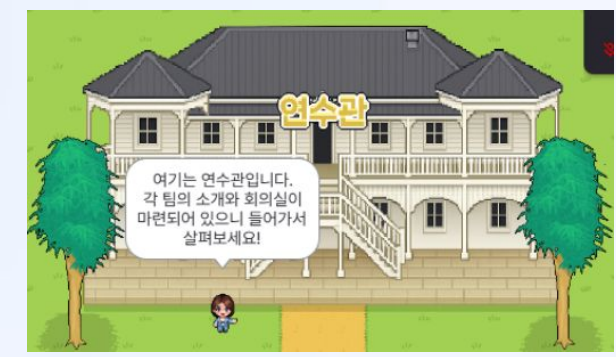 연수관
여기는 연수관입니다.
각 팀의 소개와 회의실이
마련되어 있으니 들어가서
살펴보세요!